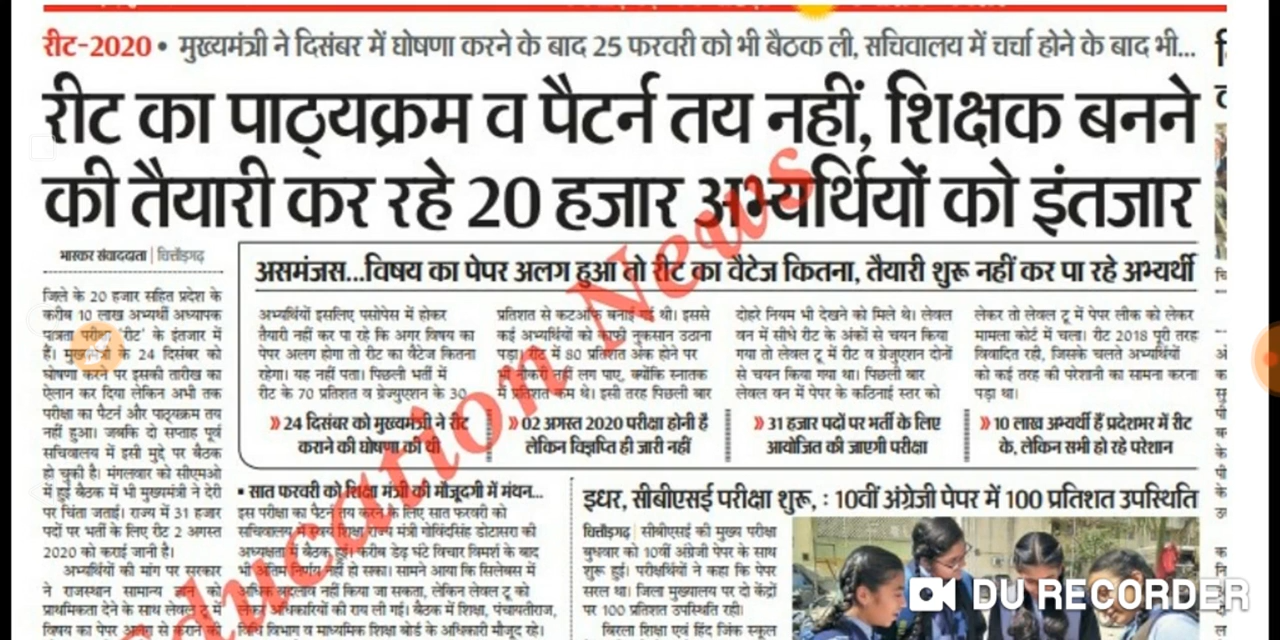 रीट-2020 • मुख्यमंत्री ने दिसंबर में घोषणा करने के बाद 25 फरवरी को भी बैठक ली, सचिवालय में चर्चा होने के बाद भी...
रीट का पाठ्यक्रम व पैटर्न तय नहीं, शिक्षक बनने
की तैयारी कर रहे 20 हजार अभ्यर्थियों को इंतजार
भास्कर संवाददाता | चित्तौड़गढ़
जिले के 20 हजार सहित प्रदेश के
करीब 10 लाख अभ्यर्थी अध्यापक
पात्रता परीक्षा 'रीट' के इंतजार में
हैं। मुख्यमंत्री के 24 दिसंबर को
घोषणा करने पर इसकी तारीख का
ऐलान कर दिया लेकिन अभी तक
परीक्षा का पैटर्न और पाठ्यक्रम तय
नहीं हुआ। जबकि दो सप्ताह पूर्व
सचिवालय में इसी मुद्दे पर बैठक
हो चुकी है। मंगलवार को सीएमओ
में हुई बैठक में भी मुख्यमंत्री ने देरी
पर चिंता जताई। राज्य में 31 हजार
पदों पर भर्ती के लिए रीट 2 अगस्त
2020 को कराई जानी है।
अभ्यर्थियों की मांग पर सरकार
ने राजस्थान सामान्य ज्ञान को
प्राथमिकता देने के साथ लेवल टू में
विषय का पेपर अलग से कराने की
असमंजस...विषय का पेपर अलग हुआ तो रीट का वैटेज कितना, तैयारी शुरू नहीं कर पा रहे अभ्यर्थी
अभ्यर्थियों इसलिए पसोपेस में होकर
तैयारी नहीं कर पा रहे कि अगर विषय का
पेपर अलग होगा तो रीट का वैटेज कितना
रहेगा। यह नहीं पता। पिछली भर्ती में
रीट के 70 प्रतिशत व ग्रेज्युएशन के 30
प्रतिशत से कटऑफ बनाई गई थी। इससे
कई अभ्यर्थियों को काफी नुकसान उठाना
पड़ा। रीट में 80 प्रतिशत अंक होने पर
भी नौकरी नहीं लग पाए, क्योंकि स्नातक
में प्रतिशत कम थे। इसी तरह पिछली बार
दोहरे नियम भी देखने को मिले थे। लेवल
वन में सीधे रीट के अंकों से चयन किया
गया तो लेवल टू में रीट व ग्रेजुएशन दोनों
से चयन किया गया था। पिछली बार
लेवल वन में पेपर के कठिनाई स्तर को
लेकर तो लेवल टू में पेपर लीक को लेकर
मामला कोर्ट में चला। रीट 2018 पूरी तरह
विवादित रही, जिसके चलते अभ्यर्थियों
को कई तरह की परेशानी का सामना करना
पड़ा था।
» 24 दिसंबर को मुख्यमंत्री ने रीट
कराने की घोषणा की थी
» 02 अगस्त 2020 परीक्षा होनी है
लेकिन विज्ञप्ति ही जारी नहीं
» 31 हजार पदों पर भर्ती के लिए
आयोजित की जाएगी परीक्षा
» 10 लाख अभ्यर्थी हैं प्रदेशभर में रीट
के, लेकिन सभी हो रहे परेशान
▪ सात फरवरी को शिक्षा मंत्री की मौजूदगी में मंथन...
इस परीक्षा का पैटर्न तय करने के लिए सात फरवरी को
सचिवालय में शिक्षा राज्य मंत्री गोविंदसिंह डोटासरा की
अध्यक्षता में बैठक हुई। करीब डेढ़ घंटे विचार विमर्श के बाद
भी अंतिम निर्णय नहीं हो सका। सामने आया कि सिलेबस में
अधिक बदलाव नहीं किया जा सकता, लेकिन लेवल टू को
लेकर अधिकारियों की राय ली गई। बैठक में शिक्षा, पंचायतीराज,
विधि विभाग व माध्यमिक शिक्षा बोर्ड के अधिकारी मौजूद रहे।
इधर, सीबीएसई परीक्षा शुरू, : 10वीं अंग्रेजी पेपर में 100 प्रतिशत उपस्थिति
चित्तौड़गढ़ | सीबीएसई की मुख्य परीक्षा
बुधवार को 10वीं अंग्रेजी पेपर के साथ
शुरू हुई। परीक्षार्थियों ने कहा कि पेपर
सरल था। जिला मुख्यालय पर दो केंद्रों
पर 100 प्रतिशत उपस्थिति रही।
बिरला शिक्षा एवं हिंद जिंक स्कूल
Education News
DU RECORDER